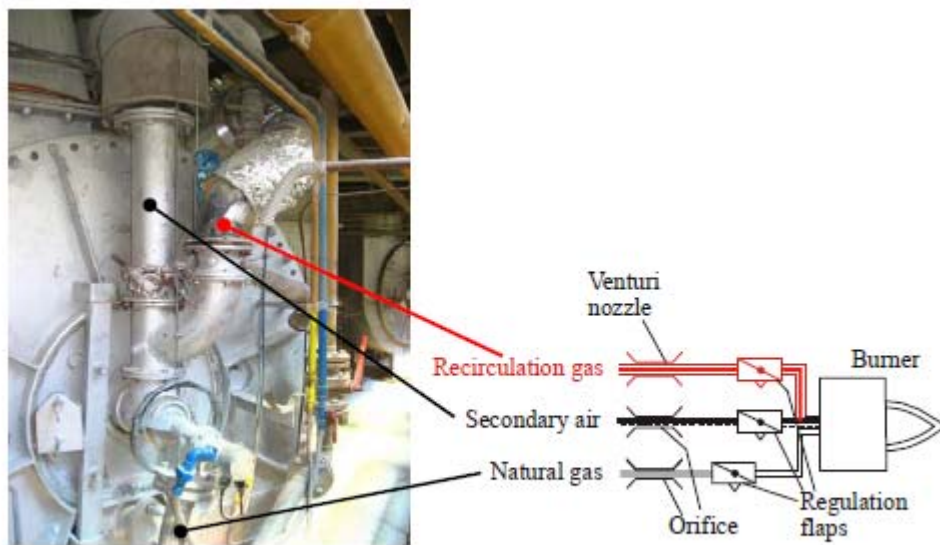 Venturi
nozzle
Burner
Recirculation gas
Secondary air
Natural gas
Orifice
Regulation
flaps